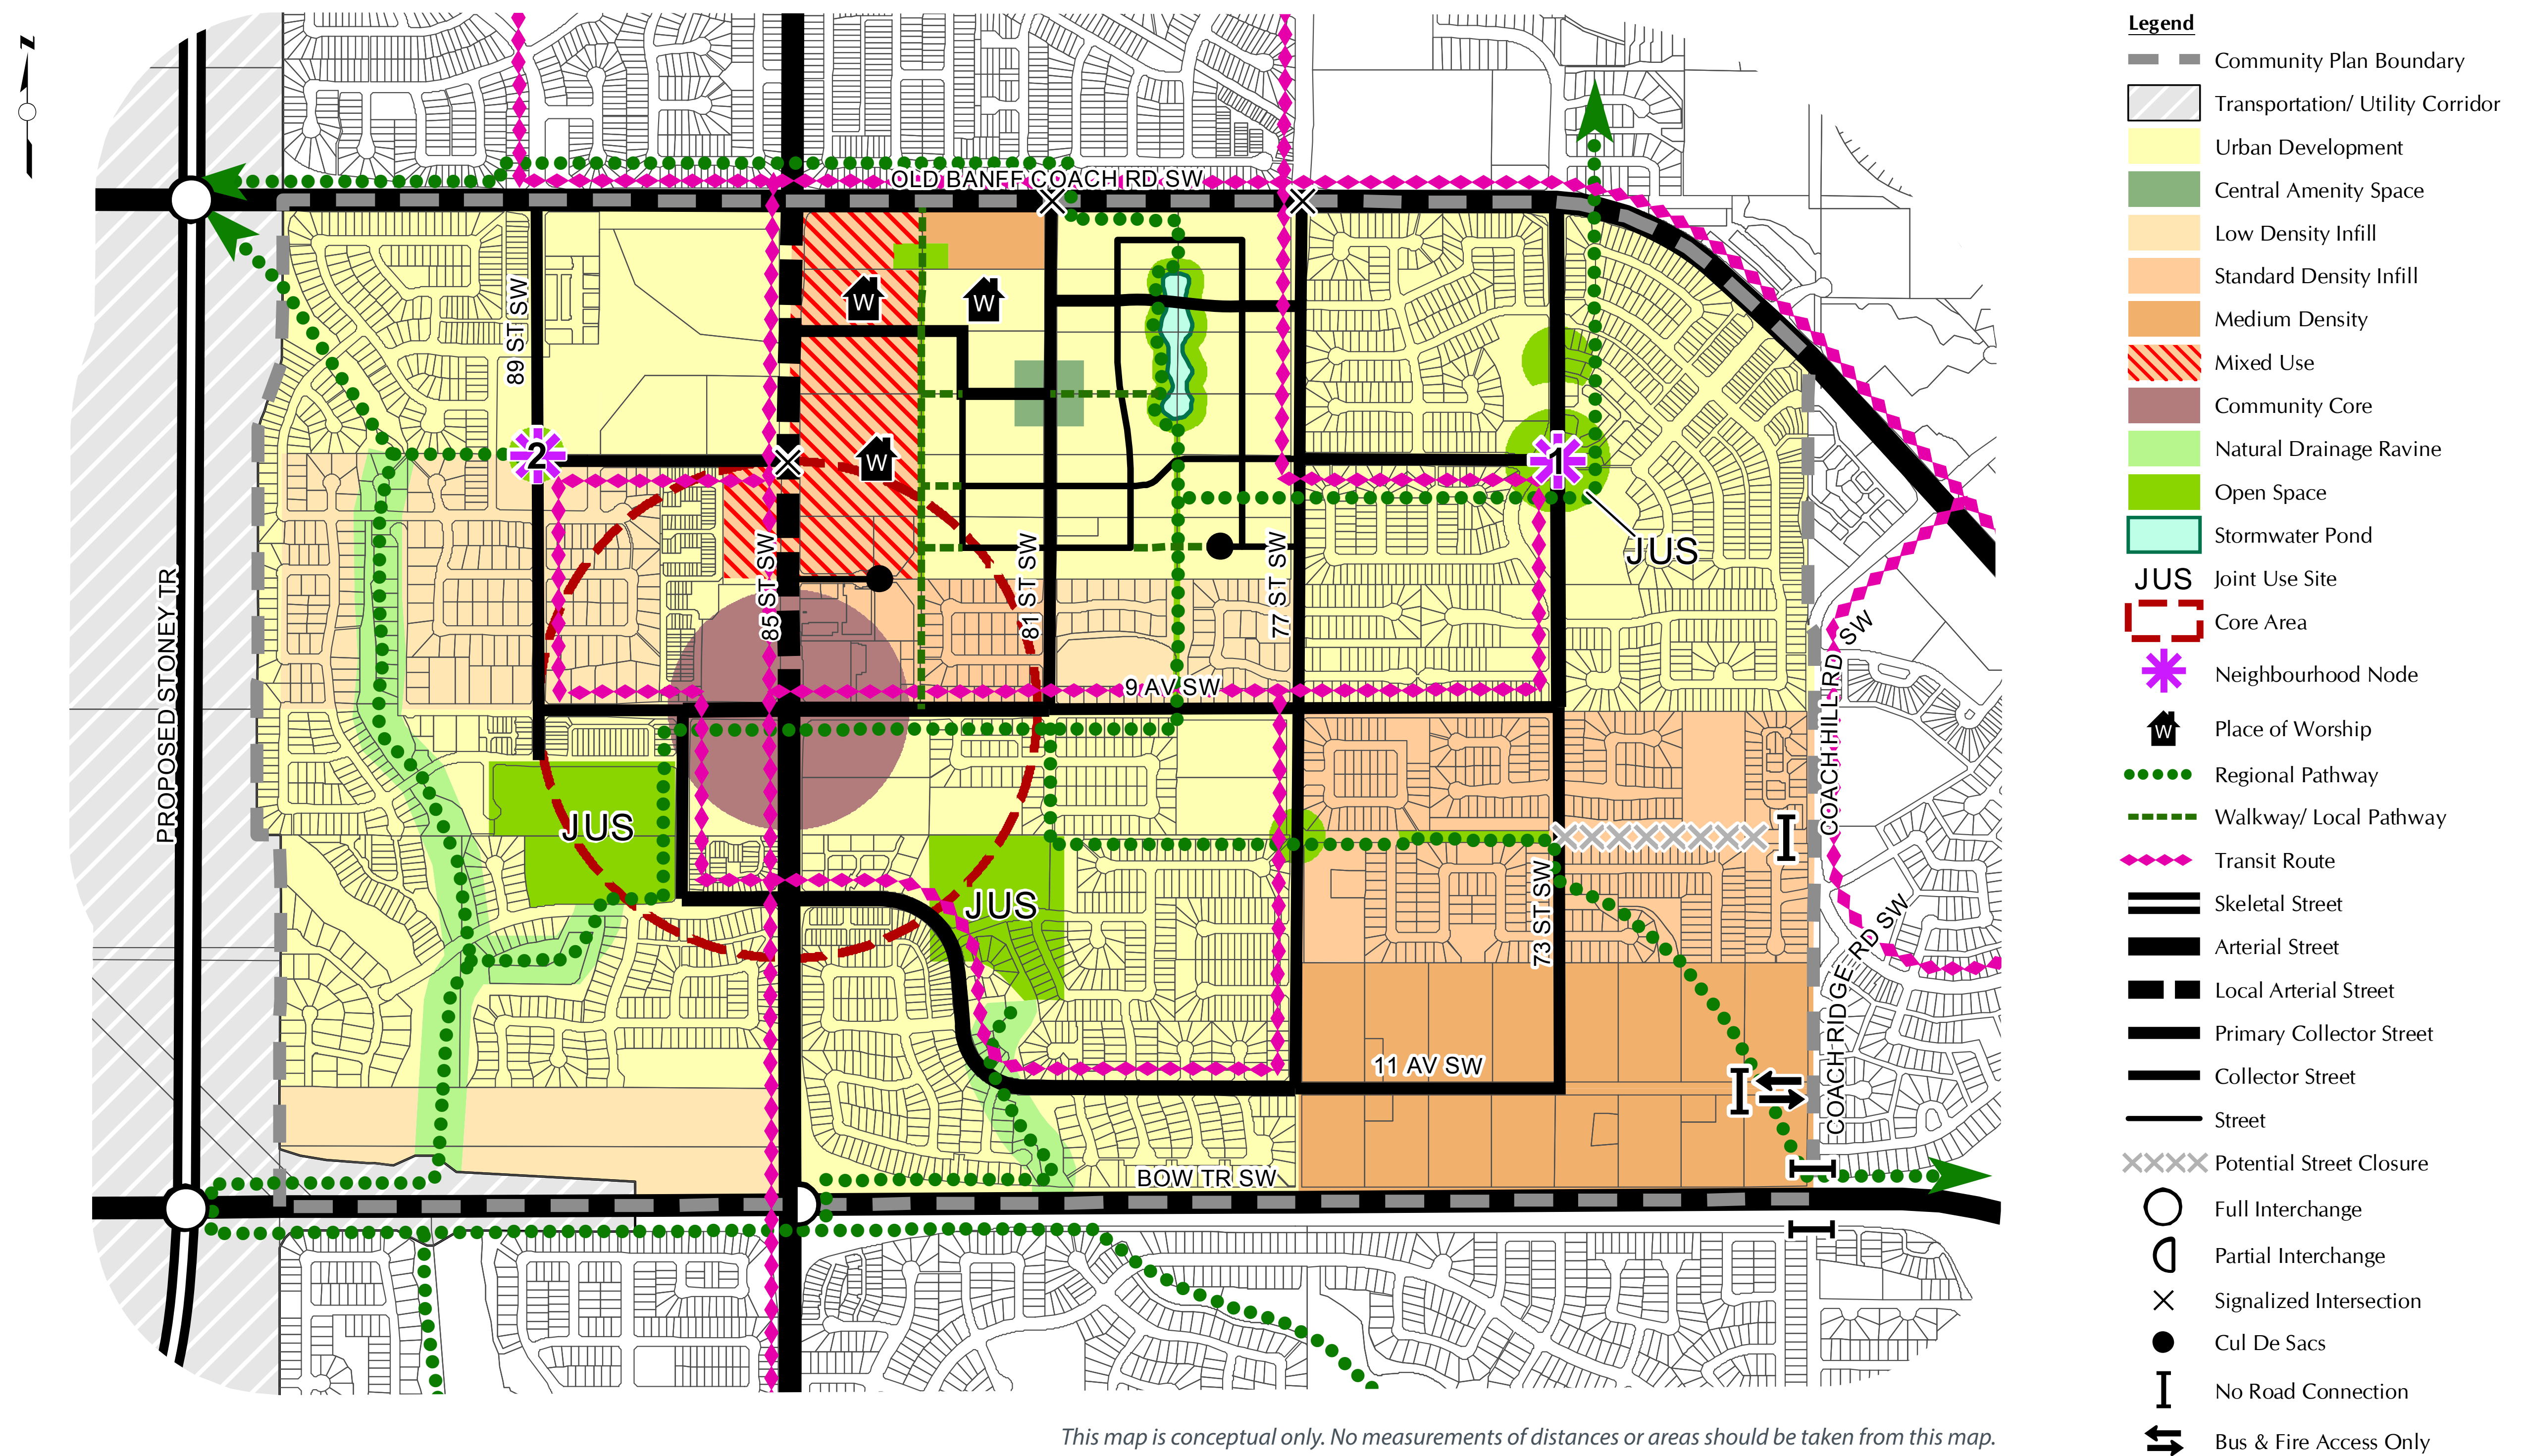 N
OLD BANFF COACH RD SW
89 ST SW
W
W
W
2
1
JUS
85 ST SW
81 ST SW
77 ST SW
PROPOSED STONEY TR
9 AV SW
COACH HILL RD SW
JUS
JUS
73 ST SW
COACH RIDGE RD SW
11 AV SW
BOW TR SW
Legend
Community Plan Boundary
Transportation/ Utility Corridor
Urban Development
Central Amenity Space
Low Density Infill
Standard Density Infill
Medium Density
Mixed Use
Community Core
Natural Drainage Ravine
Open Space
Stormwater Pond
JUS Joint Use Site
Core Area
Neighbourhood Node
W Place of Worship
Regional Pathway
Walkway/ Local Pathway
Transit Route
Skeletal Street
Arterial Street
Local Arterial Street
Primary Collector Street
Collector Street
Street
Potential Street Closure
Full Interchange
Partial Interchange
Signalized Intersection
Cul De Sacs
No Road Connection
Bus & Fire Access Only
This map is conceptual only. No measurements of distances or areas should be taken from this map.